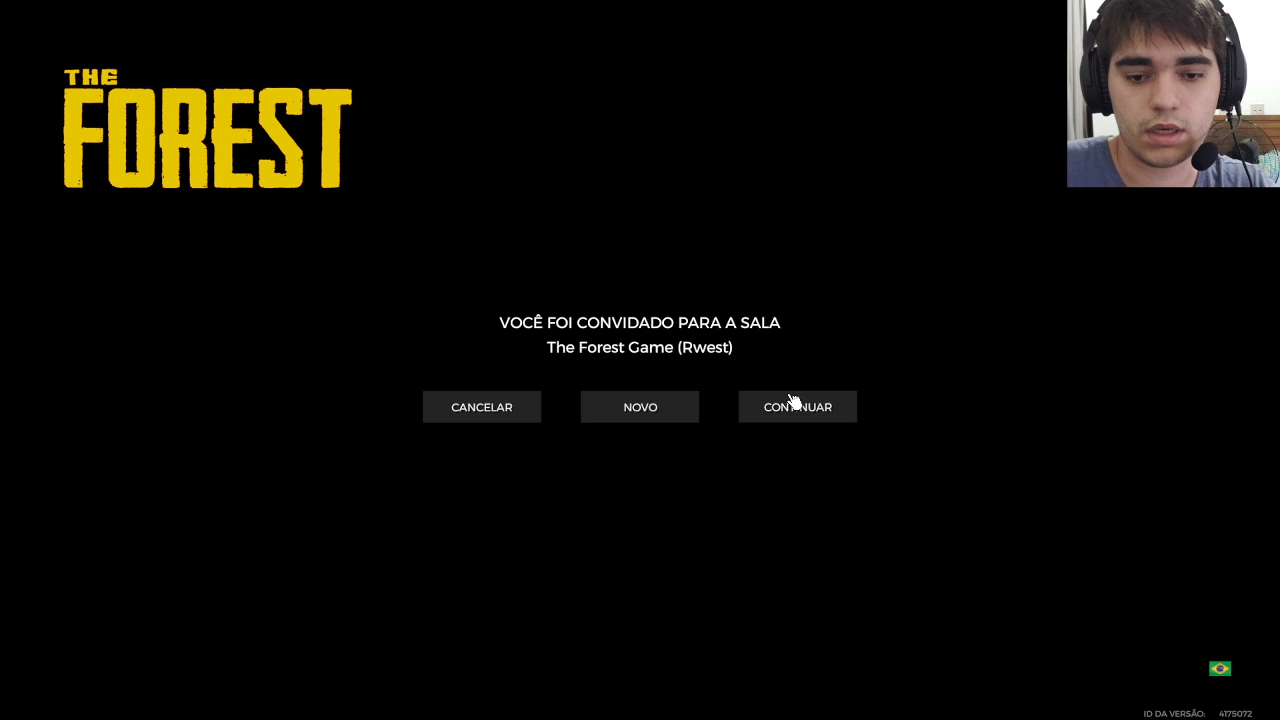 THE
FOREST
VOCÊ FOI CONVIDADO PARA A SALA
The Forest Game (Rwest)
CANCELAR
NOVO
CONTINUAR
ID DA VERSÃO: 4175072